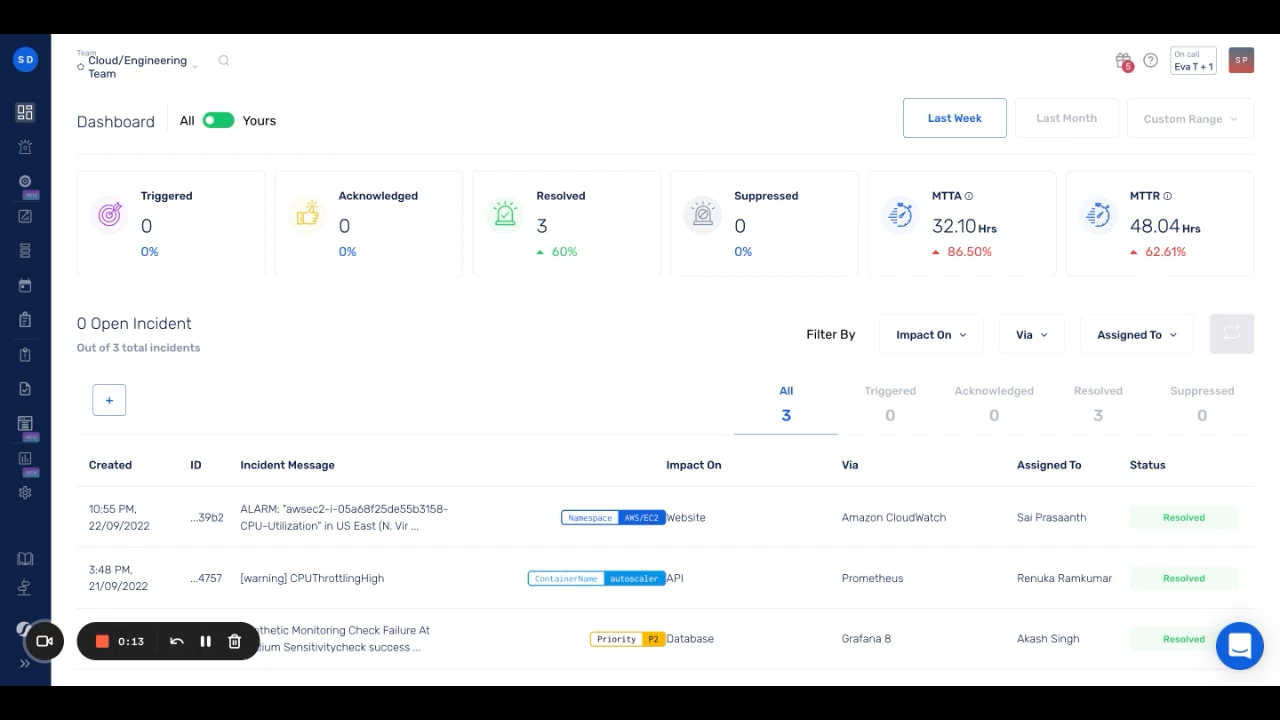 SD
Team
Cloud/Engineering
Team
5
On call
Eva T + 1
SP
Dashboard
All
Yours
Last Week
Last Month
Custom Range
Triggered
0
0%
Acknowledged
0
0%
Resolved
3
60%
Suppressed
0
0%
MTTA
32.10 Hrs
86.50%
MTTR
48.04 Hrs
62.61%
0 Open Incident
Out of 3 total incidents
Filter By
Impact On
Via
Assigned To
+
All
3
Triggered
0
Acknowledged
0
Resolved
3
Suppressed
0
Created
ID
Incident Message
Impact On
Via
Assigned To
Status
10:55 PM,
22/09/2022
...39b2
ALARM: "awsec2-i-05a68f25de55b3158-
CPU-Utilization" in US East (N. Vir ...
Namespace AWS/EC2
Website
Amazon CloudWatch
Sai Prasaanth
Resolved
3:48 PM,
21/09/2022
...4757
[warning] CPUThrottlingHigh
ContainerName autoscaler
API
Prometheus
Renuka Ramkumar
Resolved
nthetic Monitoring Check Failure At
dium Sensitivitycheck success ...
Priority P2
Database
Grafana 8
Akash Singh
Resolved
0:13